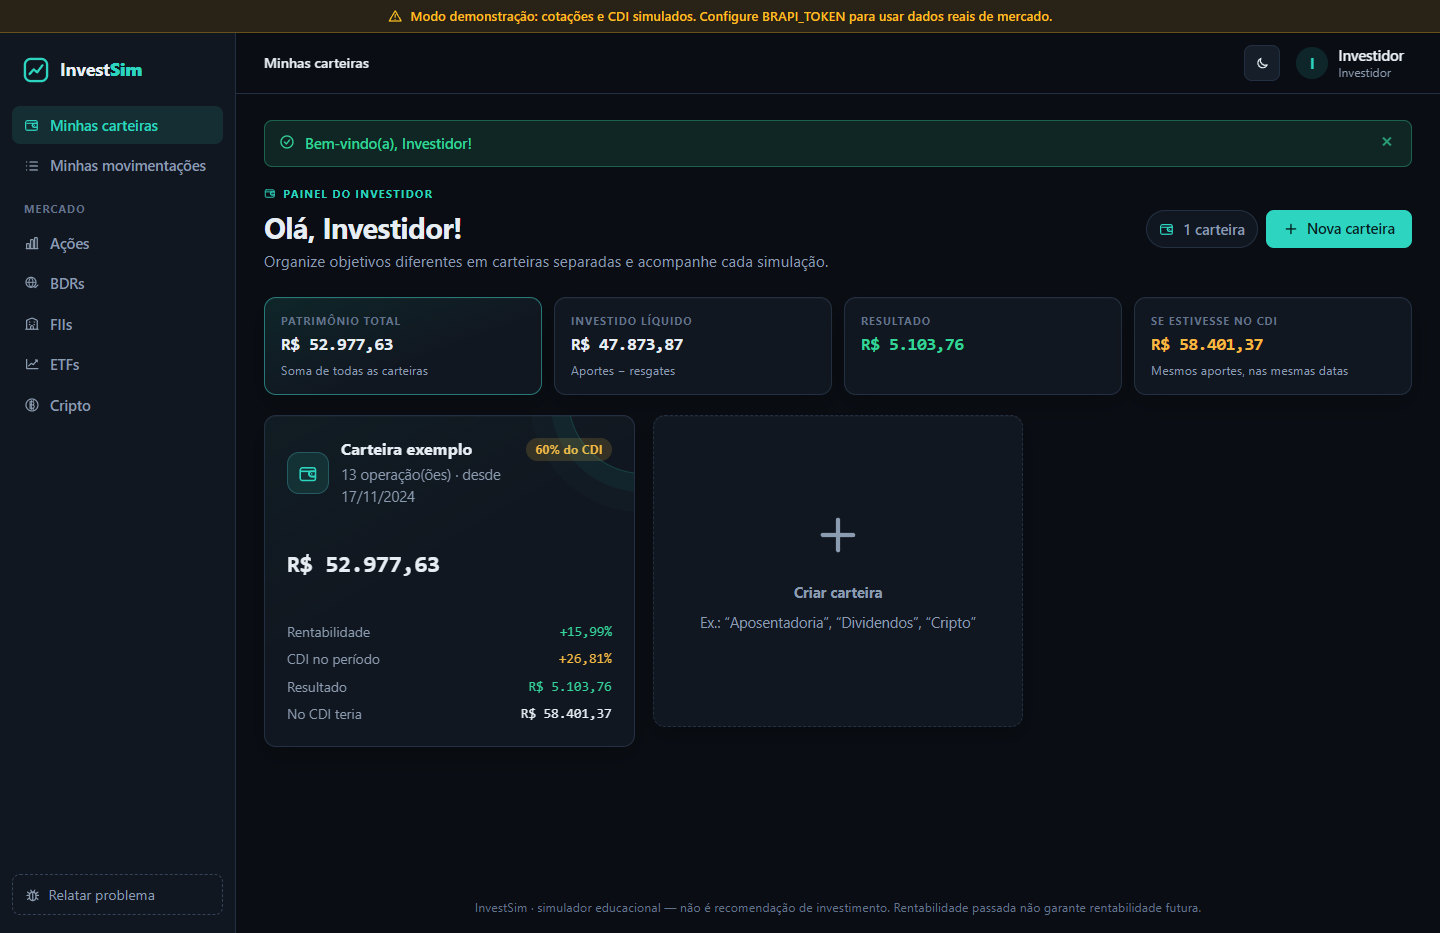 Modo demonstração: cotações e CDI simulados. Configure BRAPI_TOKEN para usar dados reais de mercado.
InvestSim
Minhas carteiras
Minhas movimentações
MERCADO
Ações
BDRs
FIIs
ETFs
Cripto
Relatar problema
Minhas carteiras
I
Investidor
Investidor
Bem-vindo(a), Investidor!
PAINEL DO INVESTIDOR
Olá, Investidor!
Organize objetivos diferentes em carteiras separadas e acompanhe cada simulação.
1 carteira
Nova carteira
PATRIMÔNIO TOTAL
R$ 52.977,63
Soma de todas as carteiras
INVESTIDO LÍQUIDO
R$ 47.873,87
Aportes − resgates
RESULTADO
R$ 5.103,76
SE ESTIVESSE NO CDI
R$ 58.401,37
Mesmos aportes, nas mesmas datas
Carteira exemplo
60% do CDI
13 operação(ões) · desde
17/11/2024
R$ 52.977,63
Rentabilidade +15,99%
CDI no período +26,81%
Resultado R$ 5.103,76
No CDI teria R$ 58.401,37
Criar carteira
Ex.: “Aposentadoria”, “Dividendos”, “Cripto”
InvestSim · simulador educacional — não é recomendação de investimento. Rentabilidade passada não garante rentabilidade futura.